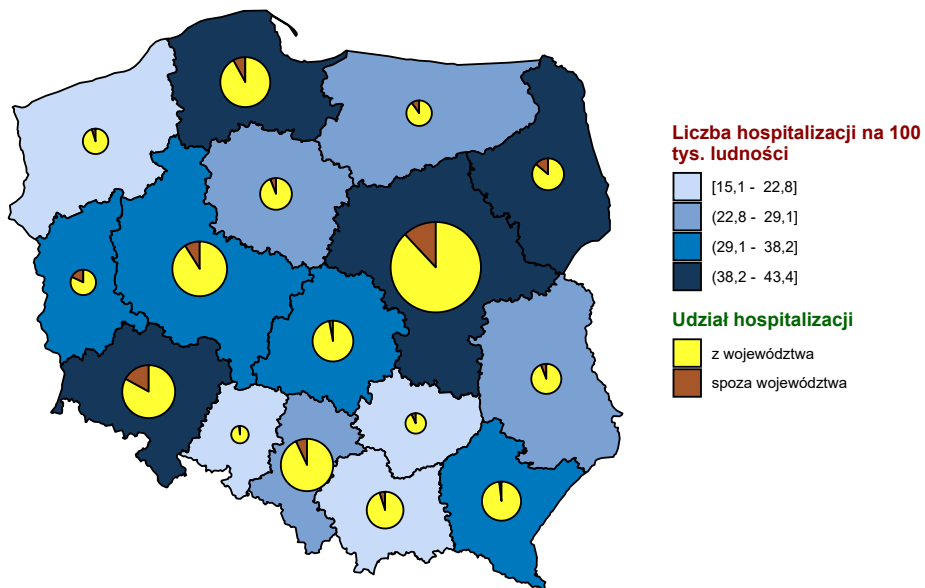 Liczba hospitalizacji na 100
tys. ludności
[15,1 - 22,8]
(22,8 - 29,1]
(29,1 - 38,2]
(38,2 - 43,4]
Udział hospitalizacji
z województwa
spoza województwa